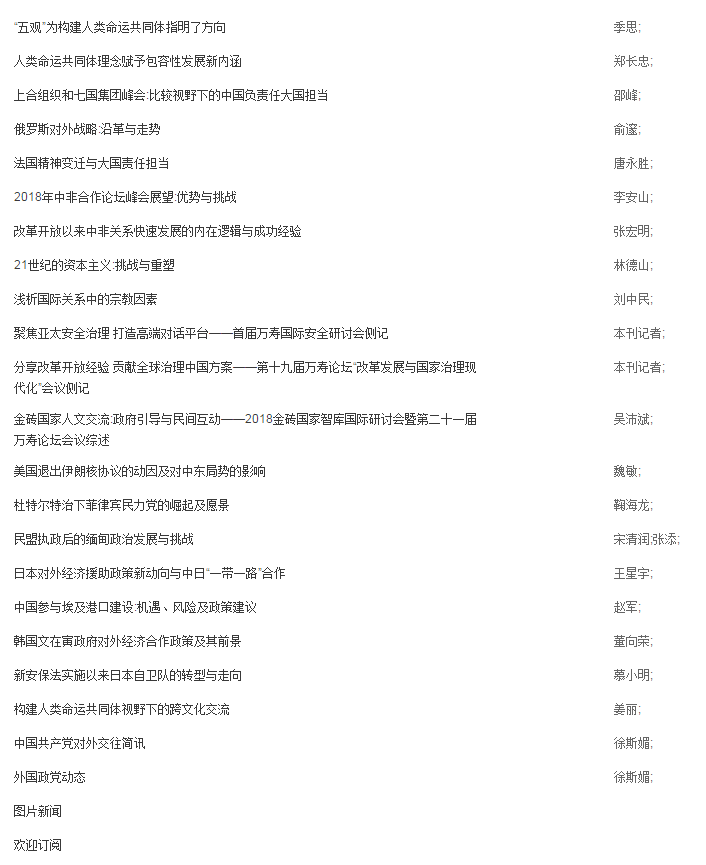 “五观”为构建人类命运共同体指明了方向 季思;
人类命运共同体理念赋予包容性发展新内涵 郑长忠;
上合组织和七国集团峰会:比较视野下的中国负责任大国担当 邵峰;
俄罗斯对外战略:沿革与走势 俞邃;
法国精神变迁与大国责任担当 唐永胜;
2018年中非合作论坛峰会展望:优势与挑战 李安山;
改革开放以来中非关系快速发展的内在逻辑与成功经验 张宏明;
21世纪的资本主义:挑战与重塑 林德山;
浅析国际关系中的宗教因素 刘中民;
聚焦亚太安全治理 打造高端对话平台——首届万寿国际安全研讨会侧记 本刊记者;
分享改革开放经验 贡献全球治理中国方案——第十九届万寿论坛“改革发展与国家治理现 本刊记者;
代化”会议侧记
金砖国家人文交流:政府引导与民间互动——2018金砖国家智库国际研讨会暨第二十一届 吴沛斌;
万寿论坛会议综述
美国退出伊朗核协议的动因及对中东局势的影响 魏敏;
杜特尔特治下菲律宾民力党的崛起及愿景 鞠海龙;
民盟执政后的缅甸政治发展与挑战 宋清润;张添;
日本对外经济援助政策新动向与中日“一带一路”合作 王星宇;
中国参与埃及港口建设:机遇、风险及政策建议 赵军;
韩国文在寅政府对外经济合作政策及其前景 董向荣;
新安保法实施以来日本自卫队的转型与走向 慕小明;
构建人类命运共同体视野下的跨文化交流 姜丽;
中国共产党对外交往简讯 徐斯媚;
外国政党动态 徐斯媚;
图片新闻
欢迎订阅